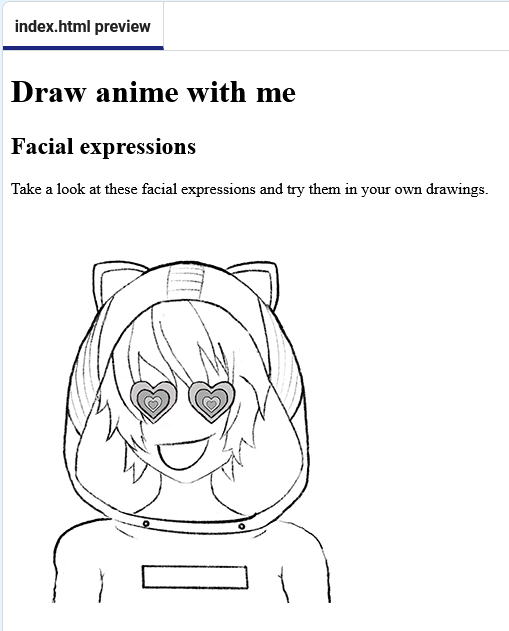 index.html preview
Draw anime with me
Facial expressions
Take a look at these facial expressions and try them in your own drawings.